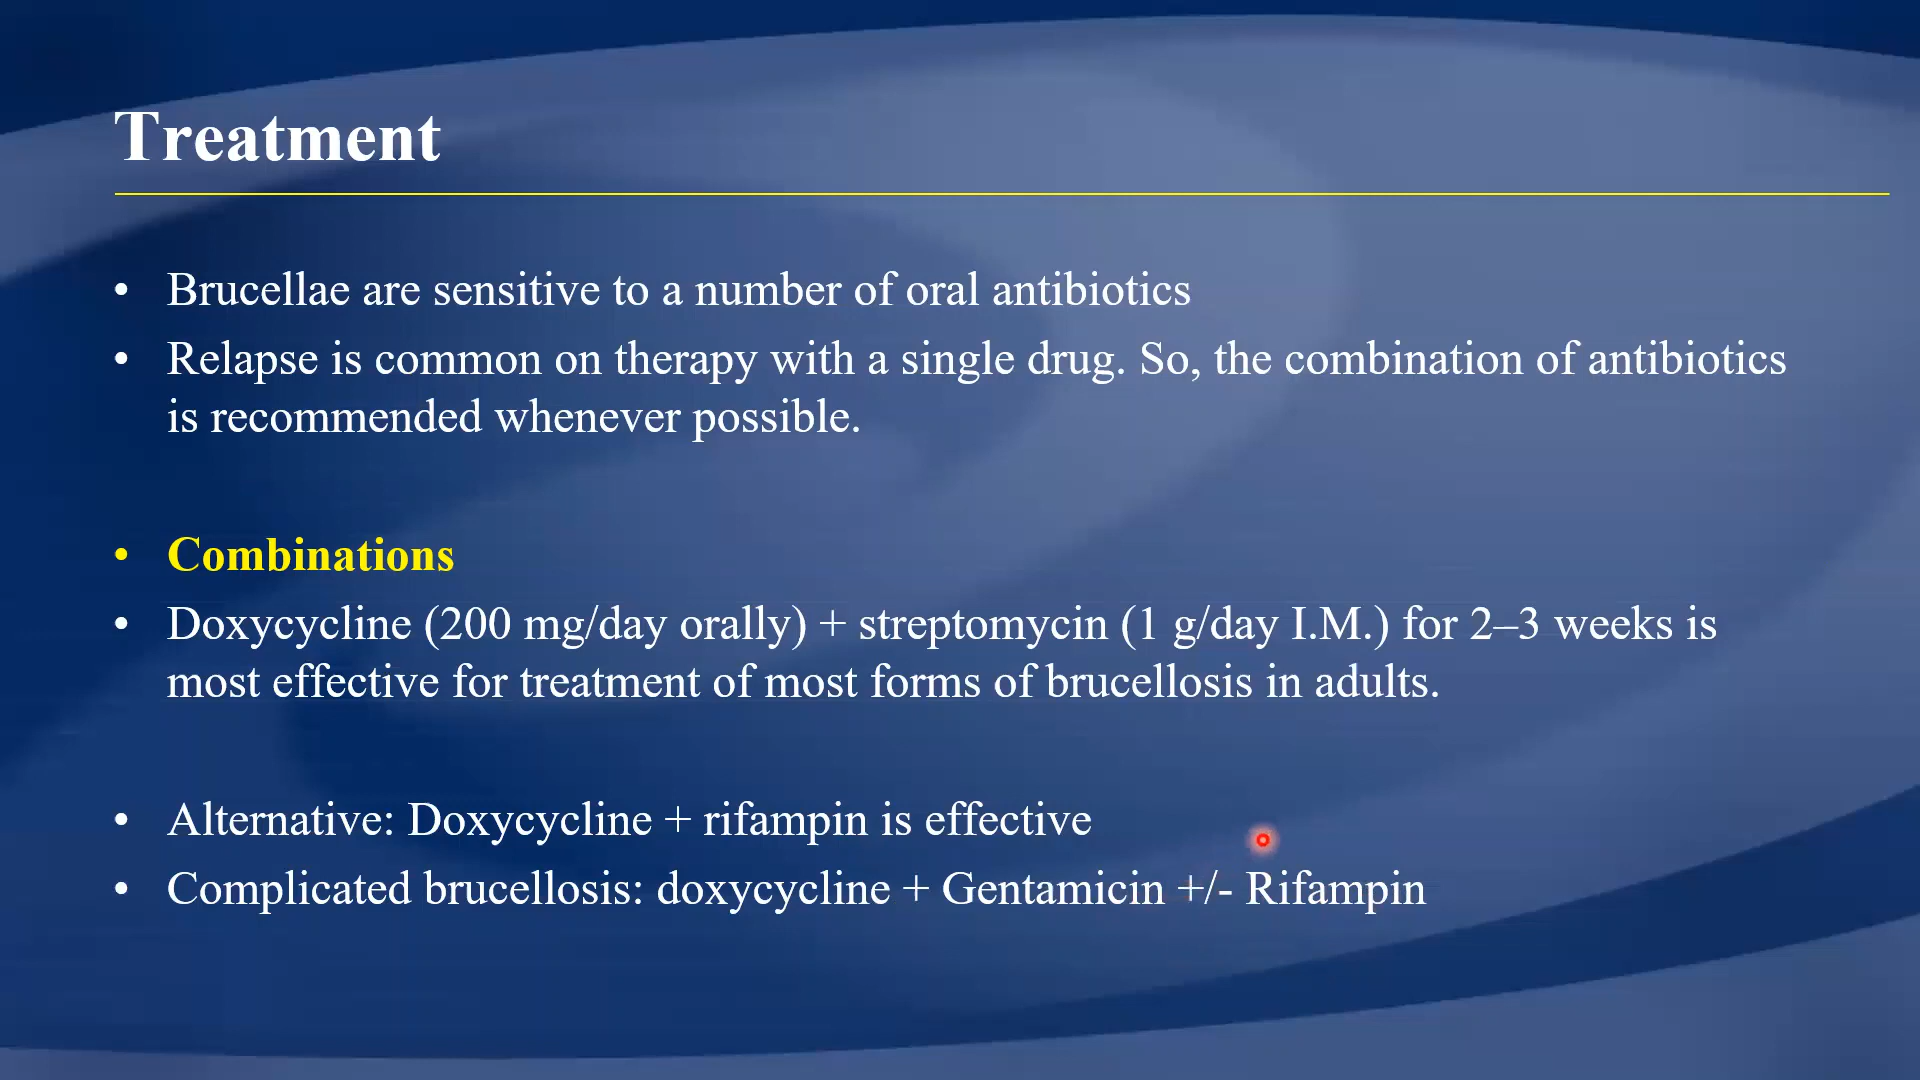 Treatment
• Brucellae are sensitive to a number of oral antibiotics
• Relapse is common on therapy with a single drug. So, the combination of antibiotics
is recommended whenever possible.
• Combinations
• Doxycycline (200 mg/day orally) + streptomycin (1 g/day I.M.) for 2–3 weeks is
most effective for treatment of most forms of brucellosis in adults.
• Alternative: Doxycycline + rifampin is effective
• Complicated brucellosis: doxycycline + Gentamicin +/- Rifampin